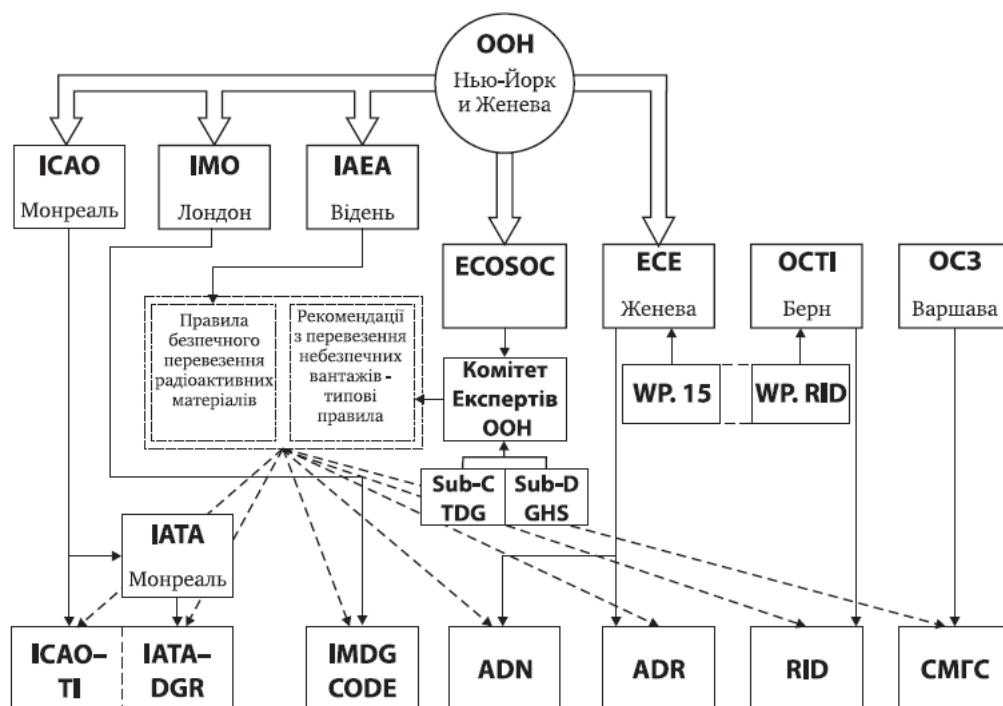 ООН
Нью-Йорк
и Женева
ICAO
Монреаль
IMO
Лондон
IAEA
Відень
ECOSOC
ECE
Женева
ОСТІ
Берн
ОСЗ
Варшава
Правила
безпечного
перевезення
радіоактивних
матеріалів
Рекомендації
з перевезення
небезпечних
вантажів -
типові
правила
Комітет
Експертів
ООН
WP. 15
WP. RID
Sub-C
TDG
Sub-D
GHS
IATA
Монреаль
ICAO–
TI
IATA–
DGR
IMDG
CODE
ADN
ADR
RID
СМГС